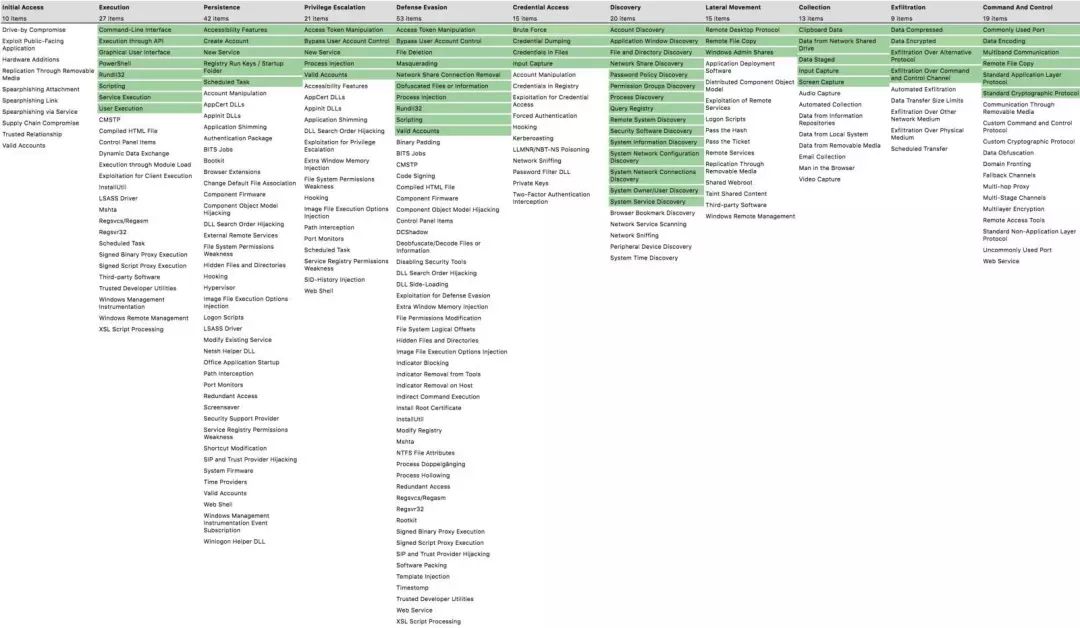 Initial Access
10 items
Drive-by Compromise
Exploit Public-Facing
Application
Hardware Additions
Replication Through Removable
Media
Spearphishing Attachment
Spearphishing Link
Spearphishing via Service
Supply Chain Compromise
Trusted Relationship
Valid Accounts
Execution
27 items
Command-Line Interface
Execution through API
Graphical User Interface
PowerShell
Rundll32
Scripting
Service Execution
User Execution
CMSTP
Compiled HTML File
Control Panel Items
Dynamic Data Exchange
Execution through Module Load
Exploitation for Client Execution
InstallUtil
LSASS Driver
Mshta
Regsvcs/Regasm
Regsvr32
Scheduled Task
Signed Binary Proxy Execution
Signed Script Proxy Execution
Third-party Software
Trusted Developer Utilities
Windows Management
Instrumentation
Windows Remote Management
XSL Script Processing
Persistence
42 items
Accessibility Features
Create Account
New Service
Registry Run Keys / Startup
Folder
Scheduled Task
Account Manipulation
AppCert DLLs
AppInit DLLs
Application Shimming
Authentication Package
BITS Jobs
Bootkit
Browser Extensions
Change Default File Association
Component Firmware
Component Object Model
Hijacking
DLL Search Order Hijacking
External Remote Services
File System Permissions
Weakness
Hidden Files and Directories
Hooking
Hypervisor
Image File Execution Options
Injection
Logon Scripts
LSASS Driver
Modify Existing Service
Netsh Helper DLL
Office Application Startup
Path Interception
Port Monitors
Redundant Access
Screensaver
Security Support Provider
Service Registry Permissions
Weakness
Shortcut Modification
SIP and Trust Provider Hijacking
System Firmware
Time Providers
Valid Accounts
Web Shell
Windows Management
Instrumentation Event
Subscription
Winlogon Helper DLL
Privilege Escalation
21 items
Access Token Manipulation
Bypass User Account Control
New Service
Process Injection
Valid Accounts
Accessibility Features
AppCert DLLs
AppInit DLLs
Application Shimming
DLL Search Order Hijacking
Exploitation for Privilege
Escalation
Extra Window Memory
Injection
File System Permissions
Weakness
Hooking
Image File Execution Options
Injection
Path Interception
Port Monitors
Scheduled Task
Service Registry Permissions
Weakness
SID-History Injection
Web Shell
Defense Evasion
53 items
Access Token Manipulation
Bypass User Account Control
File Deletion
Masquerading
Network Share Connection Removal
Obfuscated Files or Information
Process Injection
Rundll32
Scripting
Valid Accounts
Binary Padding
BITS Jobs
CMSTP
Code Signing
Compiled HTML File
Component Firmware
Component Object Model Hijacking
Control Panel Items
DCShadow
Deobfuscate/Decode Files or
Information
Disabling Security Tools
DLL Search Order Hijacking
DLL Side-Loading
Exploitation for Defense Evasion
Extra Window Memory Injection
File Permissions Modification
File System Logical Offsets
Hidden Files and Directories
Image File Execution Options Injection
Indicator Blocking
Indicator Removal from Tools
Indicator Removal on Host
Indirect Command Execution
Install Root Certificate
InstallUtil
Modify Registry
Mshta
NTFS File Attributes
Process Doppelgänging
Process Hollowing
Redundant Access
Regsvcs/Regasm
Regsvr32
Rootkit
Signed Binary Proxy Execution
Signed Script Proxy Execution
SIP and Trust Provider Hijacking
Software Packing
Template Injection
Timestomp
Trusted Developer Utilities
Web Service
XSL Script Processing
Credential Access
15 items
Brute Force
Credential Dumping
Credentials in Files
Input Capture
Account Manipulation
Credentials in Registry
Exploitation for Credential
Access
Forced Authentication
Hooking
Kerberoasting
LLMNR/NBT-NS Poisoning
Network Sniffing
Password Filter DLL
Private Keys
Two-Factor Authentication
Interception
Discovery
20 items
Account Discovery
Application Window Discovery
File and Directory Discovery
Network Share Discovery
Password Policy Discovery
Permission Groups Discovery
Process Discovery
Query Registry
Remote System Discovery
Security Software Discovery
System Information Discovery
System Network Configuration
Discovery
System Network Connections
Discovery
System Owner/User Discovery
System Service Discovery
Browser Bookmark Discovery
Network Service Scanning
Network Sniffing
Peripheral Device Discovery
System Time Discovery
Lateral Movement
15 items
Remote Desktop Protocol
Remote File Copy
Windows Admin Shares
Application Deployment
Software
Distributed Component Object
Model
Exploitation of Remote
Services
Logon Scripts
Pass the Hash
Pass the Ticket
Remote Services
Replication Through
Removable Media
Shared Webroot
Taint Shared Content
Third-party Software
Windows Remote Management
Collection
13 items
Clipboard Data
Data from Network Shared
Drive
Data Staged
Input Capture
Screen Capture
Audio Capture
Automated Collection
Data from Information
Repositories
Data from Local System
Data from Removable Media
Email Collection
Man in the Browser
Video Capture
Exfiltration
9 items
Data Compressed
Data Encrypted
Exfiltration Over Alternative
Protocol
Exfiltration Over Command
and Control Channel
Automated Exfiltration
Data Transfer Size Limits
Exfiltration Over Other
Network Medium
Exfiltration Over Physical
Medium
Scheduled Transfer
Command And Control
19 items
Commonly Used Port
Data Encoding
Multiband Communication
Remote File Copy
Standard Application Layer
Protocol
Standard Cryptographic Protocol
Communication Through
Removable Media
Custom Command and Control
Protocol
Custom Cryptographic Protocol
Data Obfuscation
Domain Fronting
Fallback Channels
Multi-hop Proxy
Multi-Stage Channels
Multilayer Encryption
Remote Access Tools
Standard Non-Application Layer
Protocol
Uncommonly Used Port
Web Service